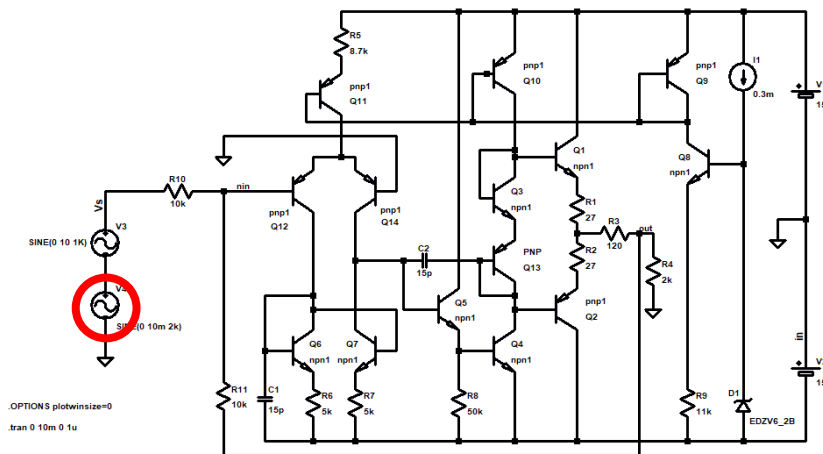 R5
8.7k
pnp1
Q11
pnp1
Q10
pnp1
Q9
I1
0.3m
Q1
npn1
Q8
npn1
R10
10k
nin
Vs
V3
SINE(0 10 1K)
SINE(0 10m 2k)
pnp1
Q12
pnp1
Q14
Q3
npn1
PNP
Q13
R1
27
R2
27
R3
120
out
R4
2k
C2
15p
Q5
npn1
pnp1
Q2
Q6
npn1
Q7
npn1
Q4
npn1
in
R11
10k
C1
15p
R6
5k
R7
5k
R8
50k
R9
11k
D1
EDZV6_2B
.OPTIONS plotwinsize=0
.tran 0 10m 0 1u